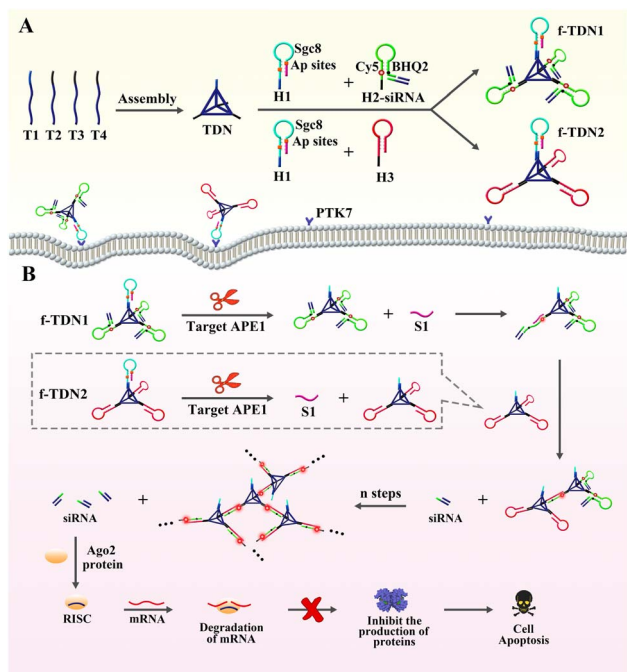 A
Sgc8
Ap sites
H1
+
Cy5
BHQ2
H2-siRNA
f-TDN1
T1 T2 T3 T4
Assembly
TDN
Sgc8
Ap sites
H1
+
H3
f-TDN2
PTK7
B
f-TDN1
Target APE1
+
S1
f-TDN2
Target APE1
S1
+
siRNA
+
n steps
siRNA
+
Ago2
protein
RISC
mRNA
Degradation
of mRNA
Inhibit the
production of
proteins
Cell
Apoptosis